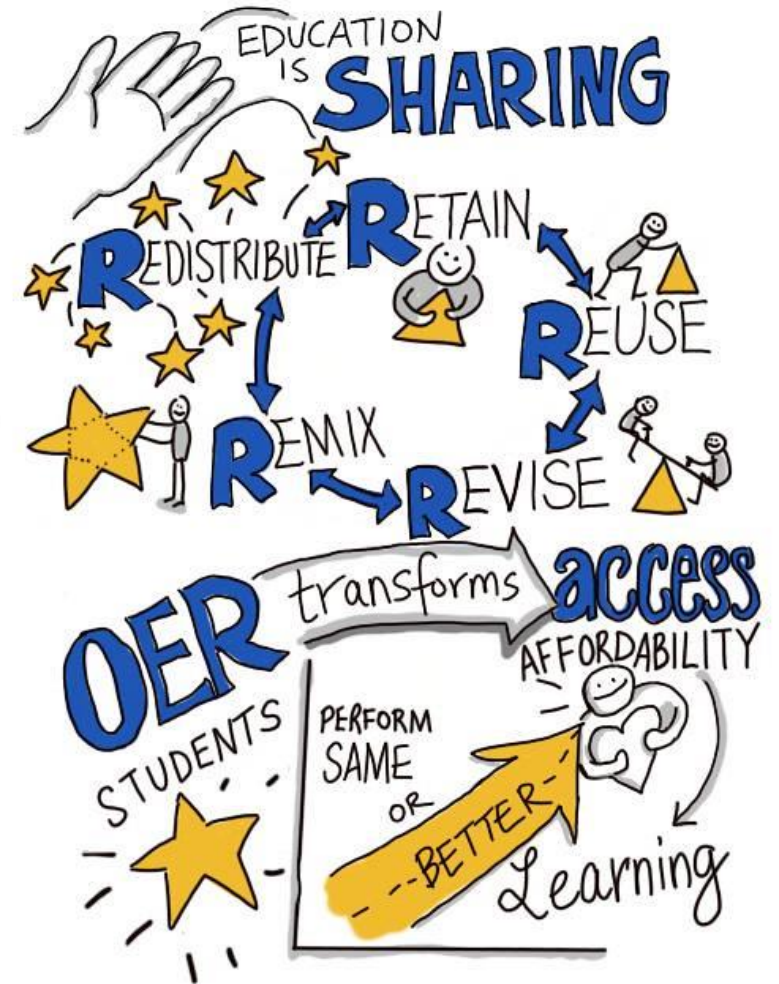 EDUCATION
IS SHARING
RETAIN
REDISTRIBUTE
REUSE
REMIX
REVISE
OER transforms access
AFFORDABILITY
STUDENTS
PERFORM
SAME
OR
BETTER
Learning